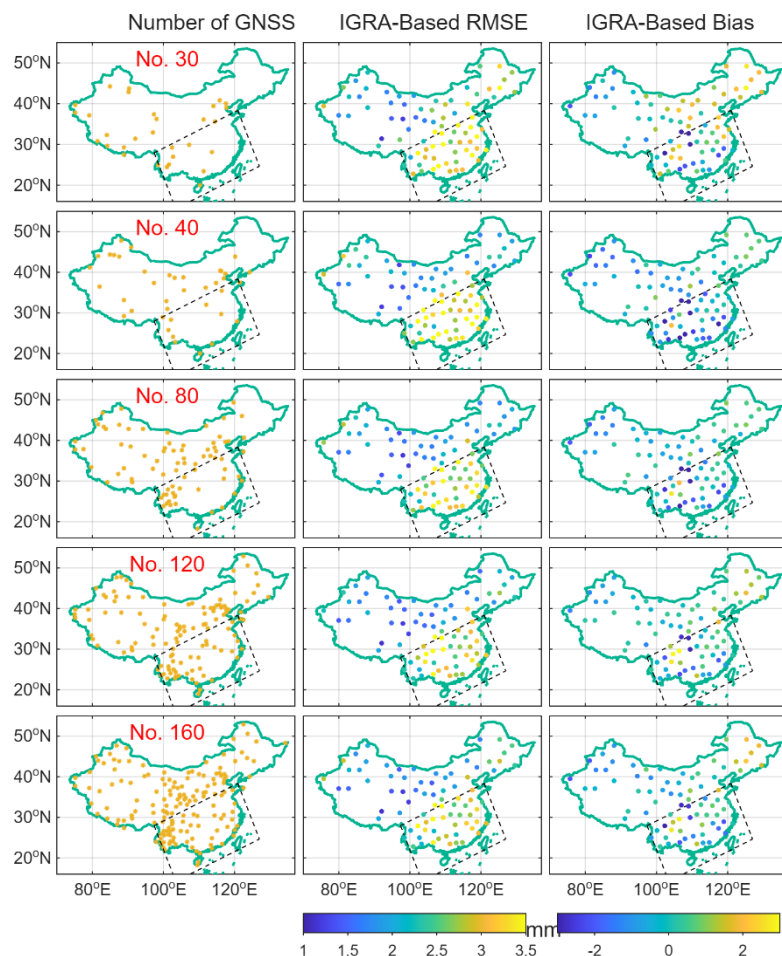 Number of GNSS IGRA-Based RMSE IGRA-Based Bias
No. 30
50°N
40°N
30°N
20°N
No. 40
50°N
40°N
30°N
20°N
No. 80
50°N
40°N
30°N
20°N
No. 120
50°N
40°N
30°N
20°N
No. 160
50°N
40°N
30°N
20°N
80°E 100°E 120°E 80°E 100°E 120°E 80°E 100°E 120°E
mm
1 1.5 2 2.5 3 3.5 -2 0 2